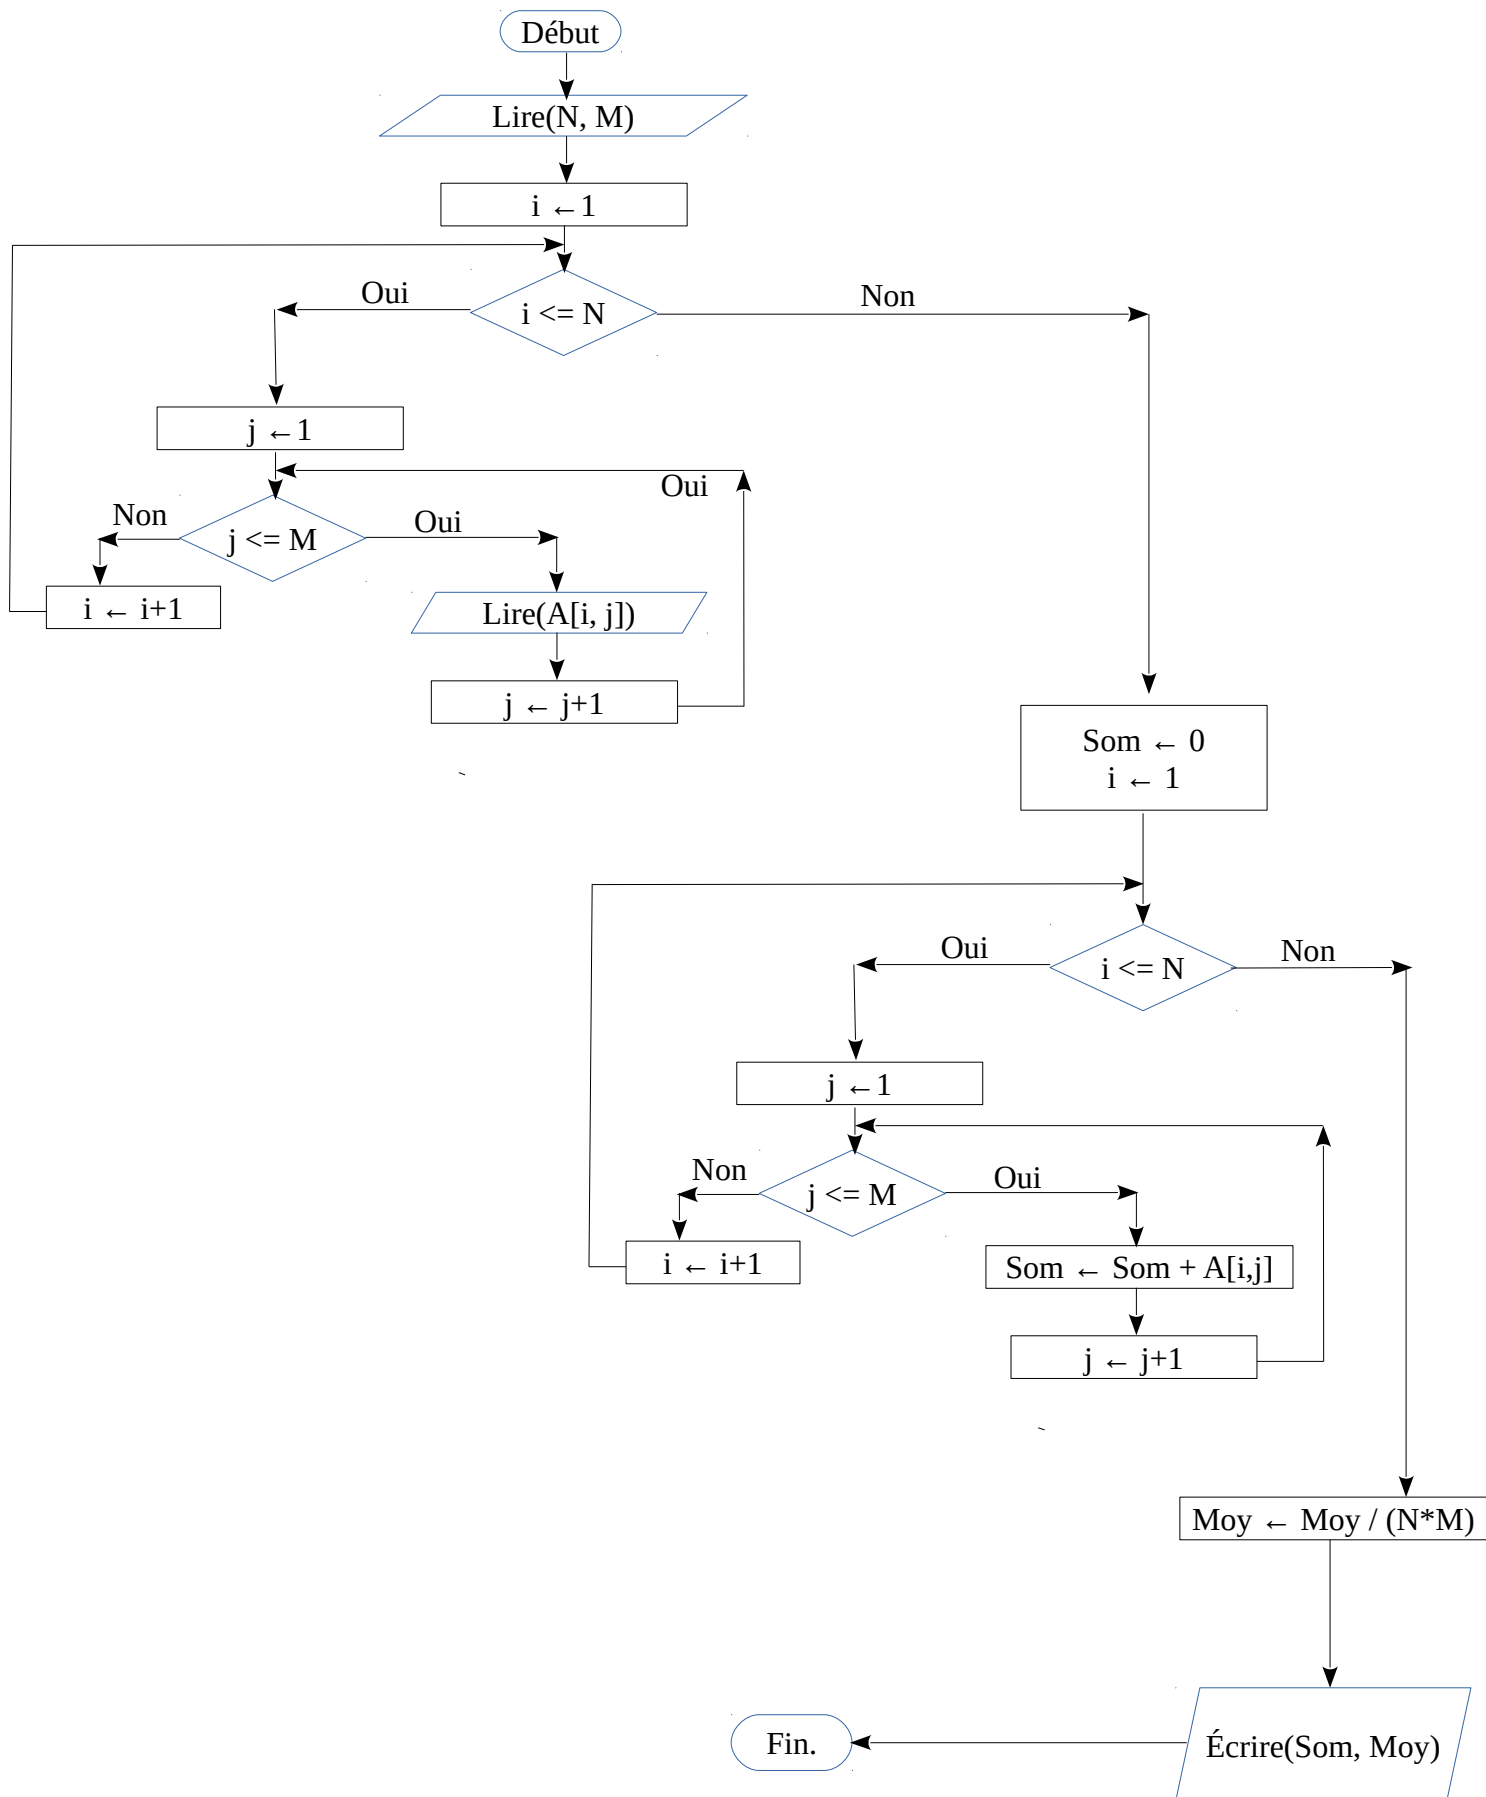 Début
Lire(N, M)
i ←1
i <= N
Oui
Non
j ←1
Oui
j <= M
Non
Oui
i ← i+1
Lire(A[i, j])
j ← j+1
Som ← 0
i ← 1
i <= N
Oui
Non
j ←1
j <= M
Non
Oui
i ← i+1
Som ← Som + A[i,j]
j ← j+1
Moy ← Moy / (N*M)
Écrire(Som, Moy)
Fin.